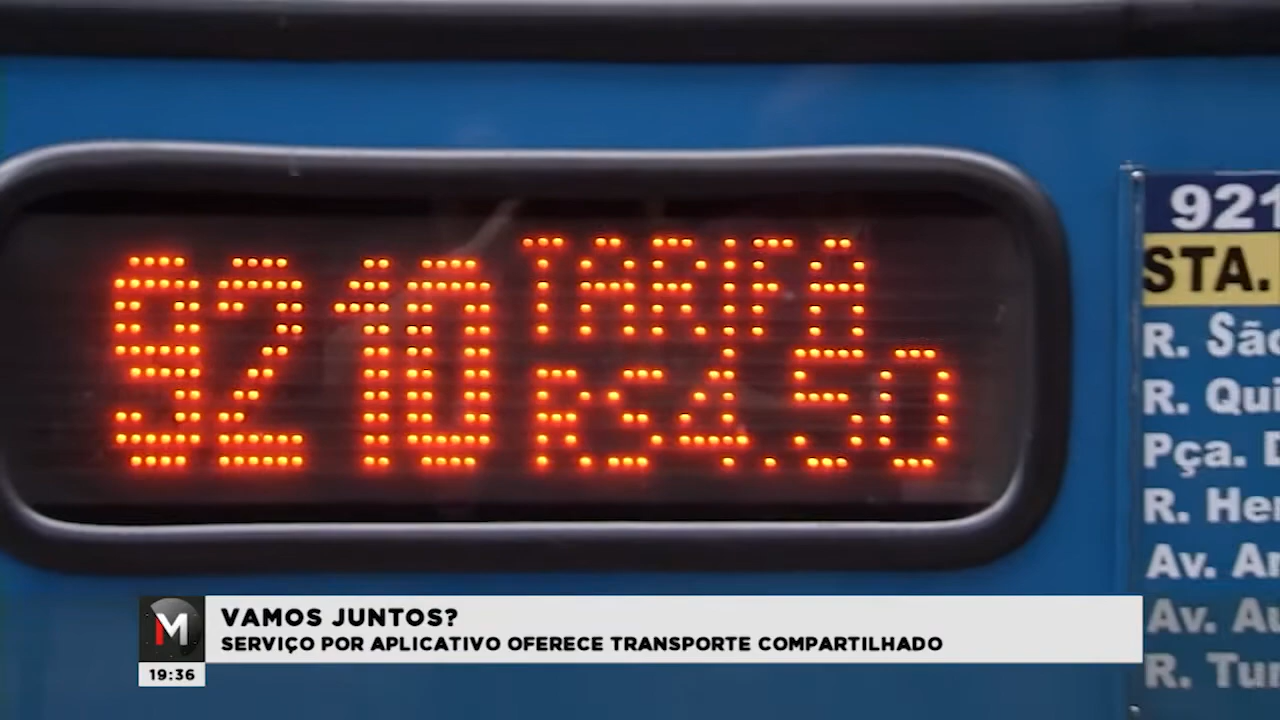 9210 TARIFA
R$4.50
921
STA.
R. São
R. Qui
Pça.
R. Her
Av. Ar
Av. Au
R. Tur
M
VAMOS JUNTOS?
SERVIÇO POR APLICATIVO OFERECE TRANSPORTE COMPARTILHADO
19:36